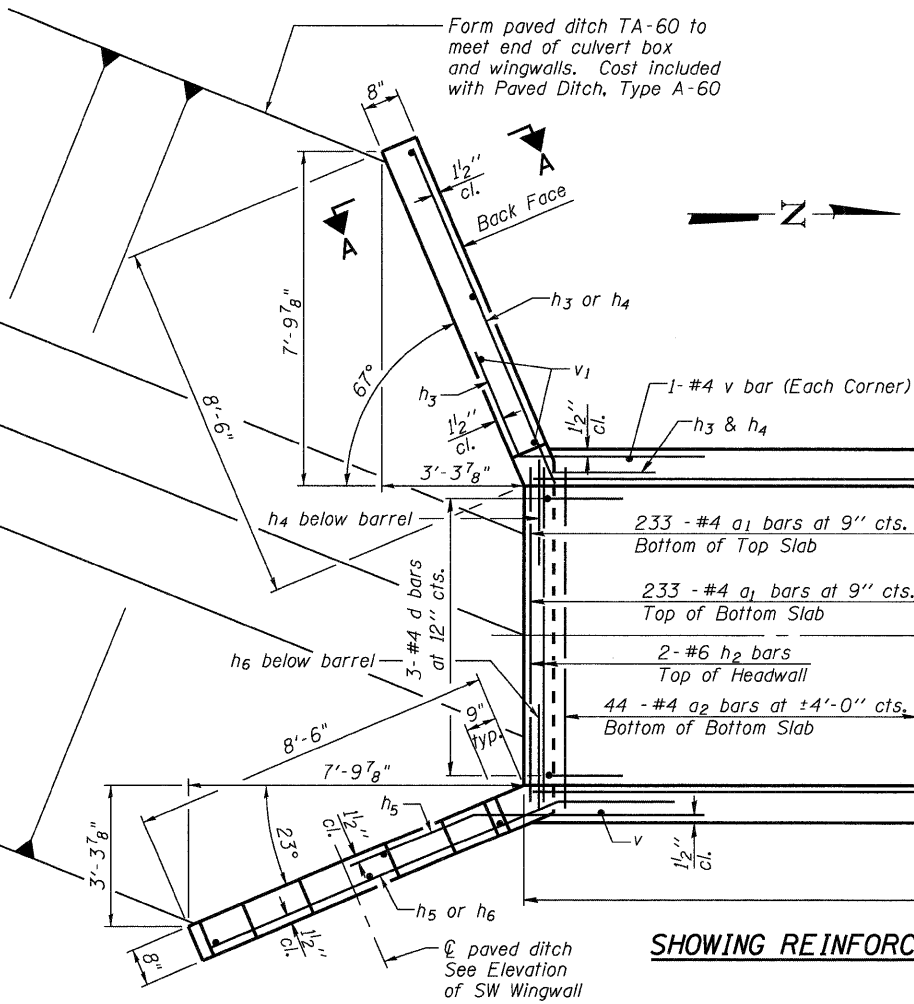 Form paved ditch TA-60 to
meet end of culvert box
and wingwalls. Cost included
with Paved Ditch, Type A-60
8"
A
1½"
cl.
Back Face
A
N
7'-9⅞"
h3 or h4
8'-6"
67°
v1
h3
1-#4 v bar (Each Corner)
1½"
cl.
1½"
cl.
h3 & h4
3'-3⅞"
h4 below barrel
233 -#4 a1 bars at 9" cts.
Bottom of Top Slab
3-#4 d bars
at 12" cts.
233 -#4 a1 bars at 9" cts.
Top of Bottom Slab
h6 below barrel
2-#6 h2 bars
Top of Headwall
9"
typ.
44 -#4 a2 bars at ±4'-0" cts.
Bottom of Bottom Slab
8'-6"
7'-9⅞"
h5
3'-3⅞"
23°
1½"
cl.
v
1½"
cl.
h5 or h6
1½"
cl.
8"
℄ paved ditch
See Elevation
of SW Wingwall
SHOWING REINFORC